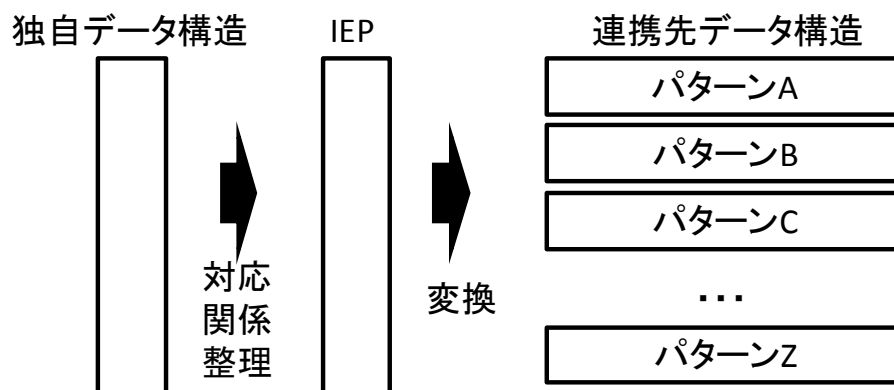 独自データ構造
IEP
連携先データ構造
パターンA
パターンB
パターンC
・・・
パターンZ
対応
関係
整理
変換